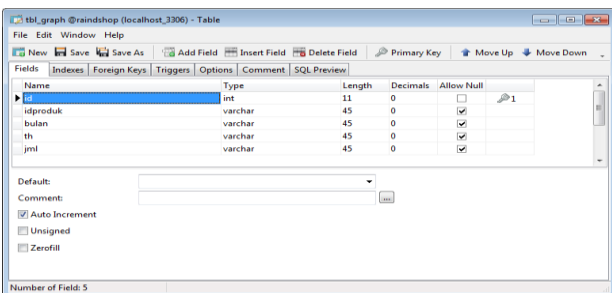 tbl_graph @raindshop (localhost_3306) - Table
File Edit Window Help
New Save Save As Add Field Insert Field Delete Field Primary Key Move Up Move Down
Fields Indexes Foreign Keys Triggers Options Comment SQL Preview
Name Type Length Decimals Allow Null
id int 11 0 1
idproduk varchar 45 0
bulan varchar 45 0
th varchar 45 0
jml varchar 45 0
Default:
Comment: ...
Auto Increment
Unsigned
Zerofill
Number of Field: 5